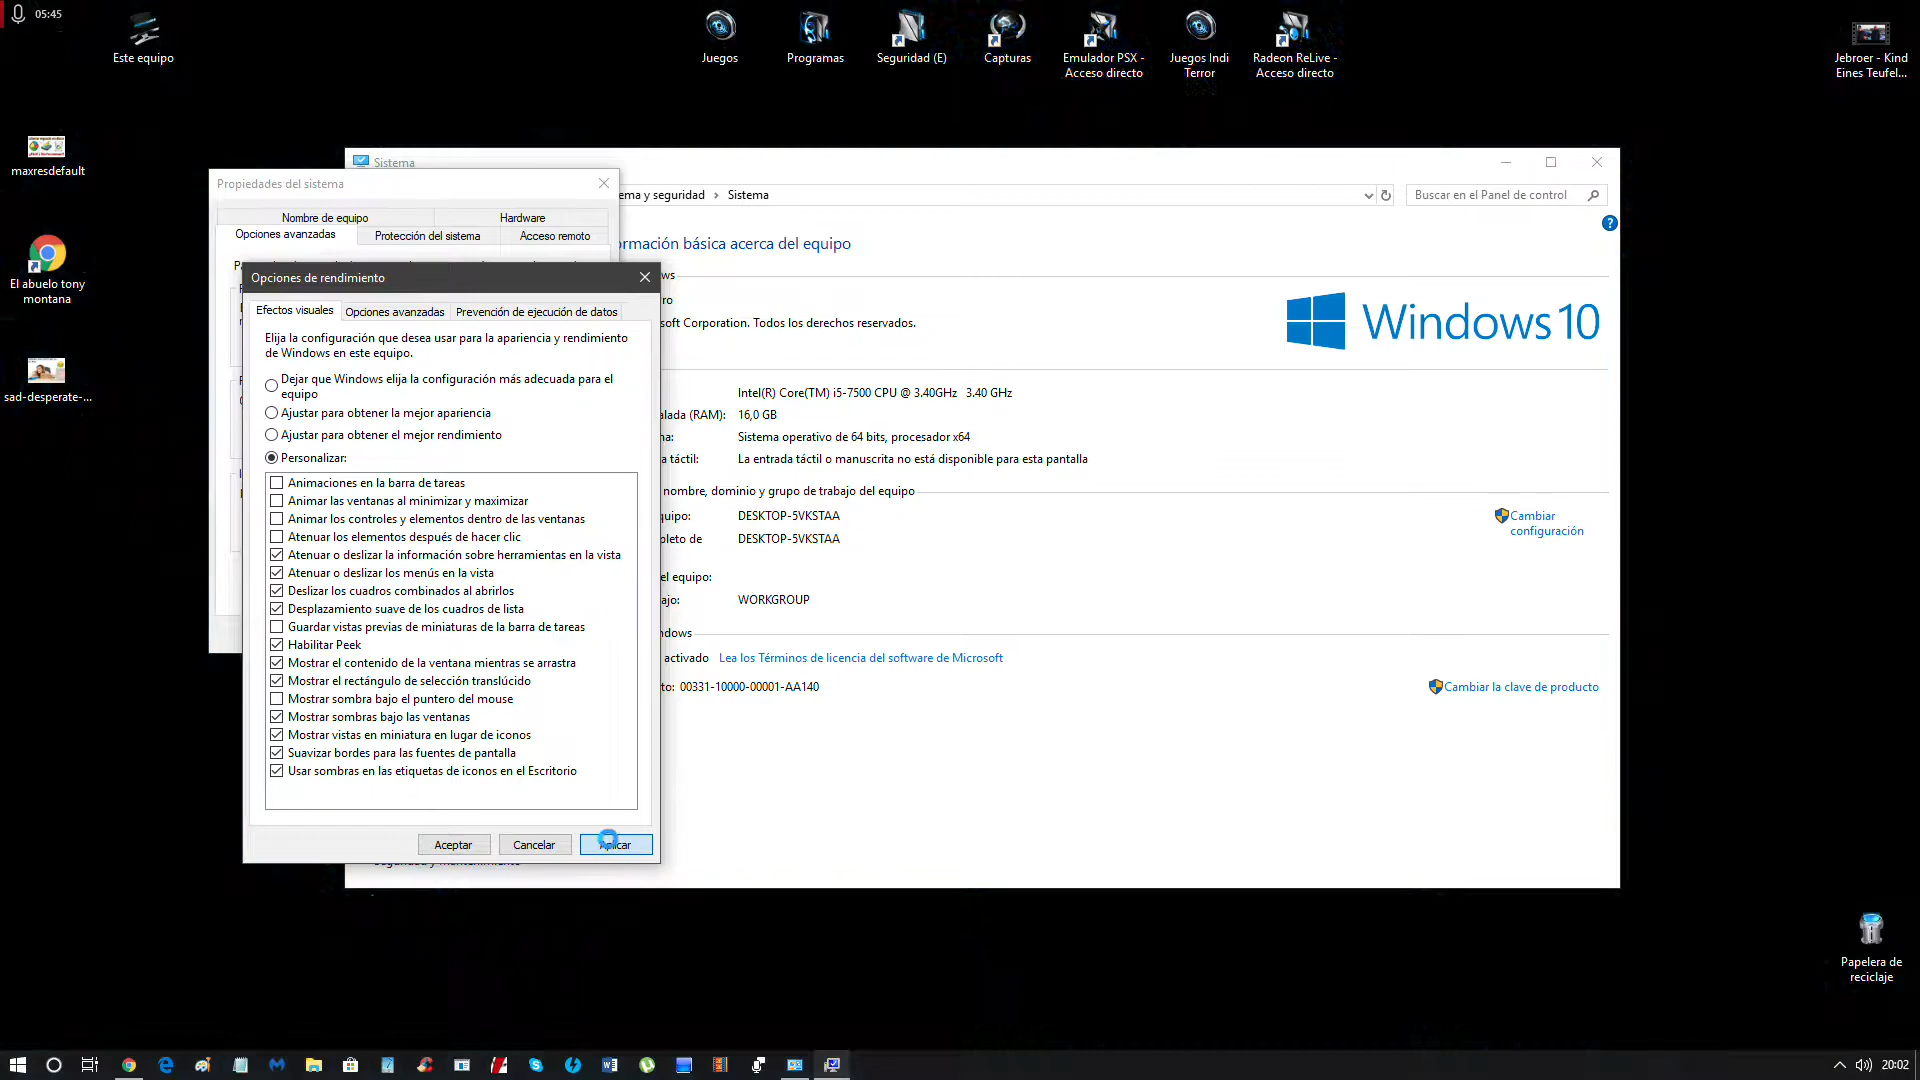 05:45
Este equipo
Juegos
Programas
Seguridad (E)
Capturas
Emulador PSX -
Acceso directo
Juegos Indi
Terror
Radeon ReLive -
Acceso directo
Jebroer - Kind
Eines Teufel...
maxresdefault
El abuelo tony
montana
sad-desperate-...
Sistema
Propiedades del sistema
Nombre de equipo
Hardware
Opciones avanzadas
Protección del sistema
Acceso remoto
ema y seguridad > Sistema
Buscar en el Panel de control
ormación básica acerca del equipo
ws
ro
soft Corporation. Todos los derechos reservados.
Windows 10
Intel(R) Core(TM) i5-7500 CPU @ 3.40GHz 3.40 GHz
alada (RAM): 16,0 GB
na: Sistema operativo de 64 bits, procesador x64
a táctil: La entrada táctil o manuscrita no está disponible para esta pantalla
nombre, dominio y grupo de trabajo del equipo
quipo: DESKTOP-5VKSTAA
Cambiar
configuración
pleto de DESKTOP-5VKSTAA
el equipo:
ajo: WORKGROUP
ndows
activado Lea los Términos de licencia del software de Microsoft
to: 00331-10000-00001-AA140
Cambiar la clave de producto
Opciones de rendimiento
Efectos visuales
Opciones avanzadas
Prevención de ejecución de datos
Elija la configuración que desea usar para la apariencia y rendimiento
de Windows en este equipo.
Dejar que Windows elija la configuración más adecuada para el
equipo
Ajustar para obtener la mejor apariencia
Ajustar para obtener el mejor rendimiento
Personalizar:
Animaciones en la barra de tareas
Animar las ventanas al minimizar y maximizar
Animar los controles y elementos dentro de las ventanas
Atenuar los elementos después de hacer clic
Atenuar o deslizar la información sobre herramientas en la vista
Atenuar o deslizar los menús en la vista
Deslizar los cuadros combinados al abrirlos
Desplazamiento suave de los cuadros de lista
Guardar vistas previas de miniaturas de la barra de tareas
Habilitar Peek
Mostrar el contenido de la ventana mientras se arrastra
Mostrar el rectángulo de selección translúcido
Mostrar sombra bajo el puntero del mouse
Mostrar sombras bajo las ventanas
Mostrar vistas en miniatura en lugar de iconos
Suavizar bordes para las fuentes de pantalla
Usar sombras en las etiquetas de iconos en el Escritorio
Aceptar
Cancelar
Aplicar
Papelera de
reciclaje
20:02